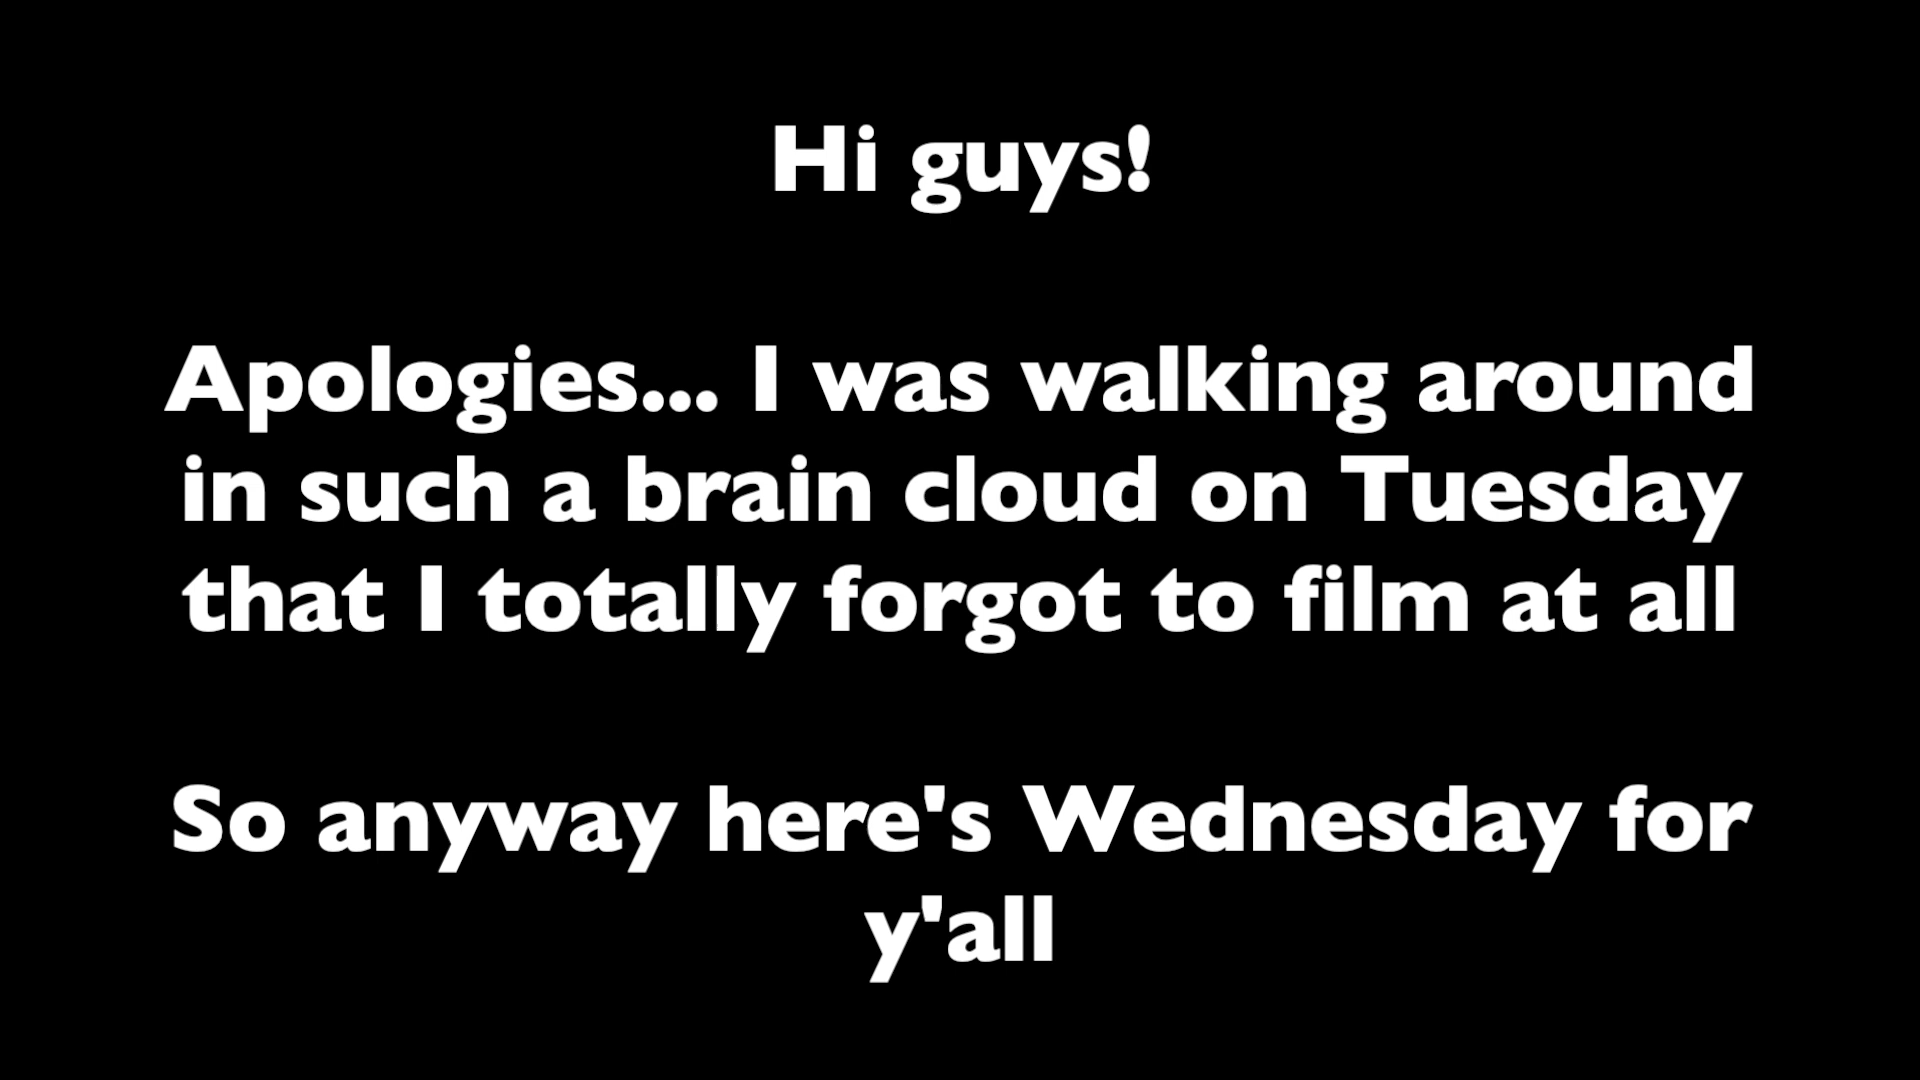 Hi guys!
Apologies... I was walking around
in such a brain cloud on Tuesday
that I totally forgot to film at all
So anyway here's Wednesday for
y'all